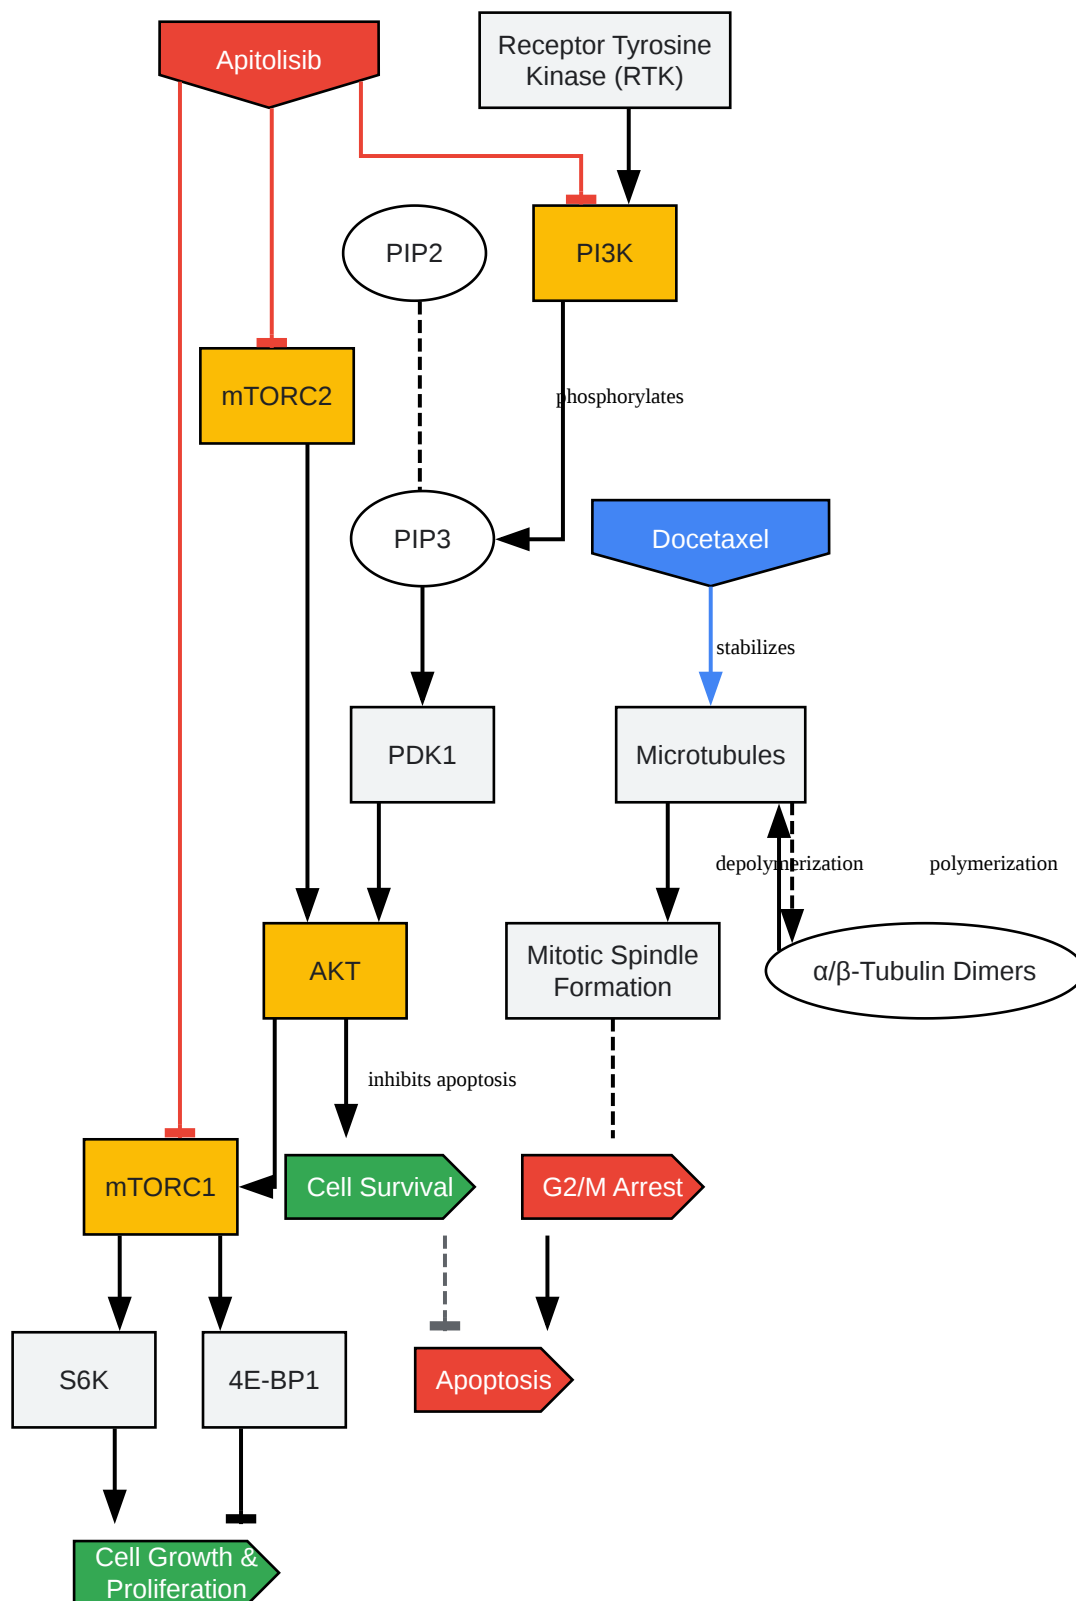 Apitolisib
Receptor Tyrosine
Kinase (RTK)
PIP2
PI3K
mTORC2
phosphorylates
PIP3
Docetaxel
stabilizes
PDK1
Microtubules
depolymerization
polymerization
AKT
Mitotic Spindle
Formation
α/β-Tubulin Dimers
inhibits apoptosis
mTORC1
Cell Survival
G2/M Arrest
S6K
4E-BP1
Apoptosis
Cell Growth &
Proliferation